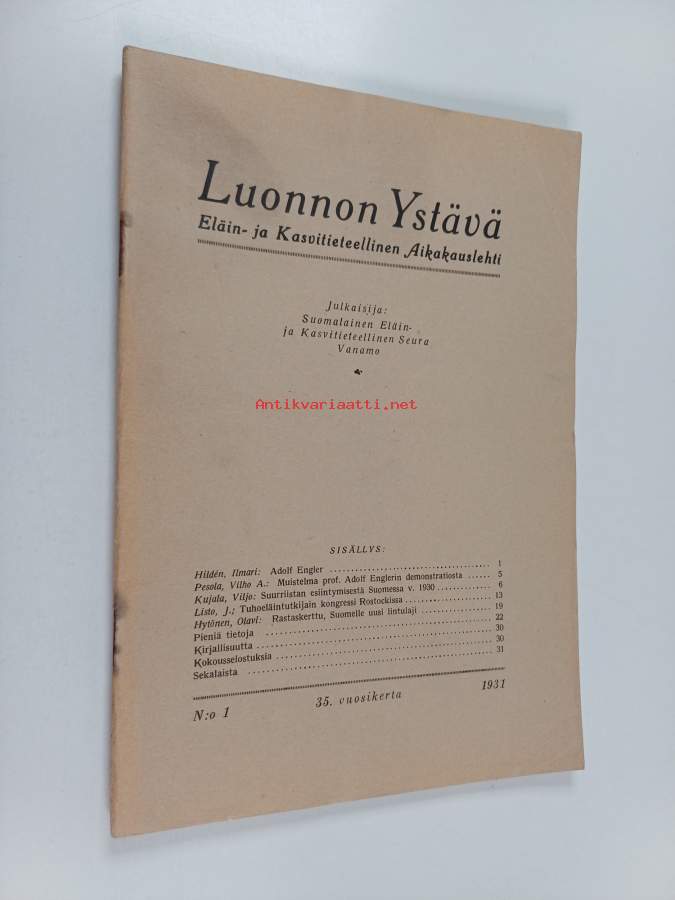 Luonnon Ystävä
Eläin- ja Kasvitieteellinen Aikakauslehti
Julkaisija:
Suomalainen Eläin-
ja Kasvitieteellinen Seura
Vanamo
Antikvariaatti.net
SISÄLLYS:
Hildén, Ilmari: Adolf Engler 1
Pesola, Vilho A.: Muistelma prof. Adolf Englerin demonstratiosta 5
Kujala, Viljo: Suurriistan esiintymisestä Suomessa v. 1930 6
Listo, J.; Tuhoeläintutkijain kongressi Rostockissa 13
Hytönen, Olavi: Rastaskerttu, Suomelle uusi lintulaji 19
Pieniä tietoja 22
Kirjallisuutta 30
Kokousselostuksia 30
Sekalaista 31
N:o 1 35. vuosikerta 1931